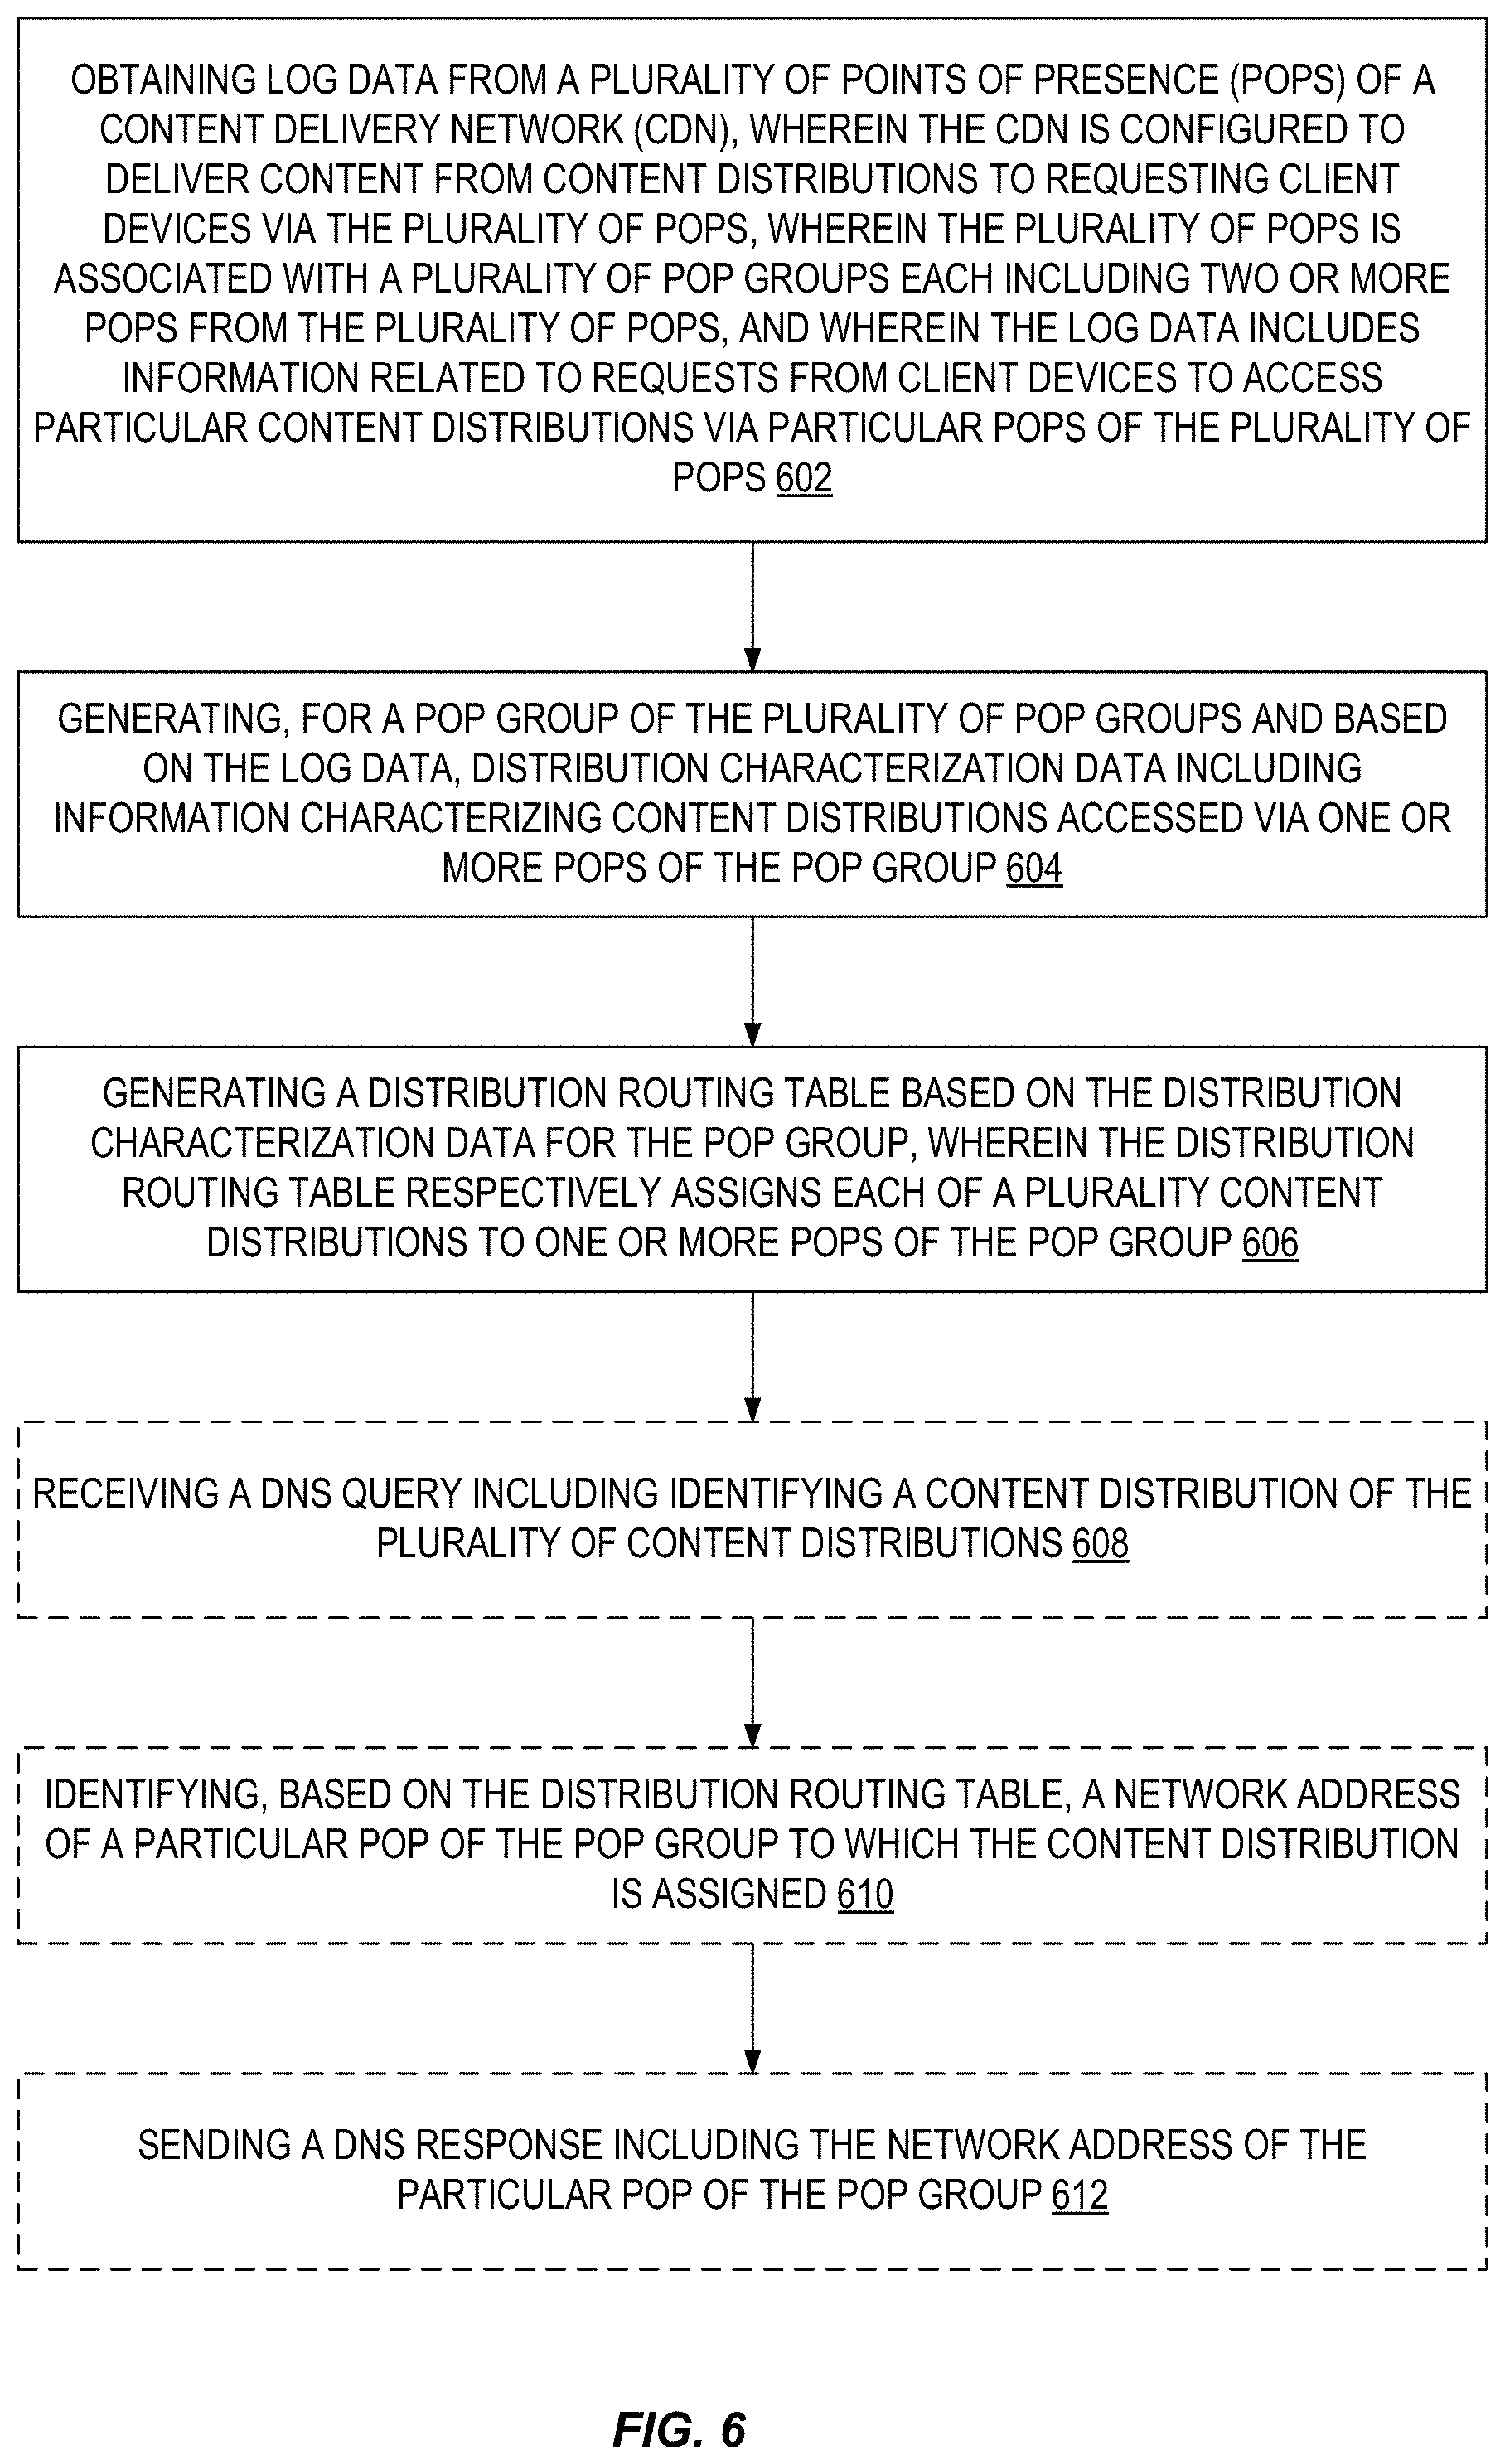 OBTAINING LOG DATA FROM A PLURALITY OF POINTS OF PRESENCE (POPS) OF A
CONTENT DELIVERY NETWORK (CDN), WHEREIN THE CDN IS CONFIGURED TO
DELIVER CONTENT FROM CONTENT DISTRIBUTIONS TO REQUESTING CLIENT
DEVICES VIA THE PLURALITY OF POPS, WHEREIN THE PLURALITY OF POPS IS
ASSOCIATED WITH A PLURALITY OF POP GROUPS EACH INCLUDING TWO OR MORE
POPS FROM THE PLURALITY OF POPS, AND WHEREIN THE LOG DATA INCLUDES
INFORMATION RELATED TO REQUESTS FROM CLIENT DEVICES TO ACCESS
PARTICULAR CONTENT DISTRIBUTIONS VIA PARTICULAR POPS OF THE PLURALITY OF
POPS 602
GENERATING, FOR A POP GROUP OF THE PLURALITY OF POP GROUPS AND BASED
ON THE LOG DATA, DISTRIBUTION CHARACTERIZATION DATA INCLUDING
INFORMATION CHARACTERIZING CONTENT DISTRIBUTIONS ACCESSED VIA ONE OR
MORE POPS OF THE POP GROUP 604
GENERATING A DISTRIBUTION ROUTING TABLE BASED ON THE DISTRIBUTION
CHARACTERIZATION DATA FOR THE POP GROUP, WHEREIN THE DISTRIBUTION
ROUTING TABLE RESPECTIVELY ASSIGNS EACH OF A PLURALITY CONTENT
DISTRIBUTIONS TO ONE OR MORE POPS OF THE POP GROUP 606
RECEIVING A DNS QUERY INCLUDING IDENTIFYING A CONTENT DISTRIBUTION OF THE
PLURALITY OF CONTENT DISTRIBUTIONS 608
IDENTIFYING, BASED ON THE DISTRIBUTION ROUTING TABLE, A NETWORK ADDRESS
OF A PARTICULAR POP OF THE POP GROUP TO WHICH THE CONTENT DISTRIBUTION
IS ASSIGNED 610
SENDING A DNS RESPONSE INCLUDING THE NETWORK ADDRESS OF THE
PARTICULAR POP OF THE POP GROUP 612
FIG. 6